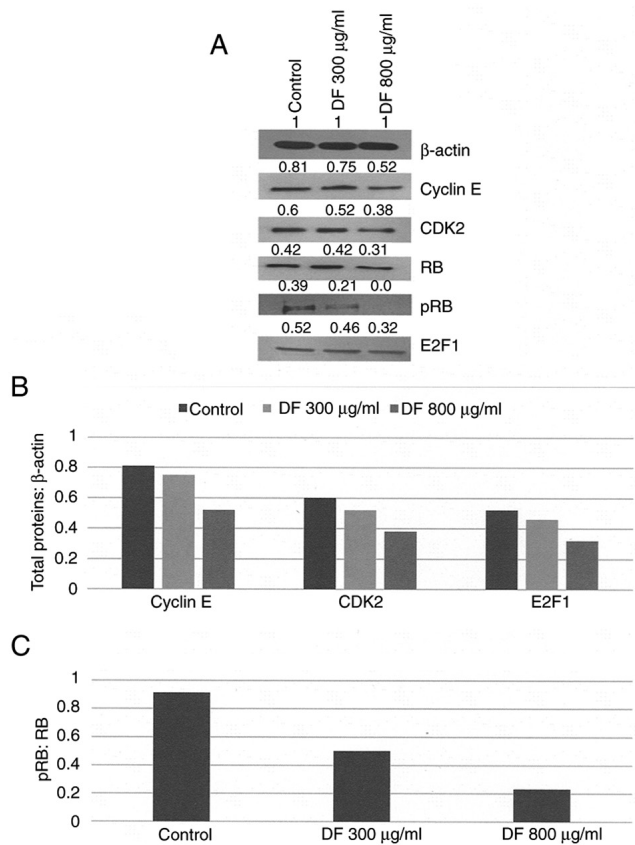 A
Control
DF 300 µg/ml
DF 800 µg/ml
1 1 1
β-actin
0.81 0.75 0.52
Cyclin E
0.6 0.52 0.38
CDK2
0.42 0.42 0.31
RB
0.39 0.21 0.0
pRB
0.52 0.46 0.32
E2F1
B
Control DF 300 µg/ml DF 800 µg/ml
Total proteins: β-actin
1
0.8
0.6
0.4
0.2
0
Cyclin E CDK2 E2F1
C
pRB: RB
1
0.8
0.6
0.4
0.2
0
Control DF 300 µg/ml DF 800 µg/ml